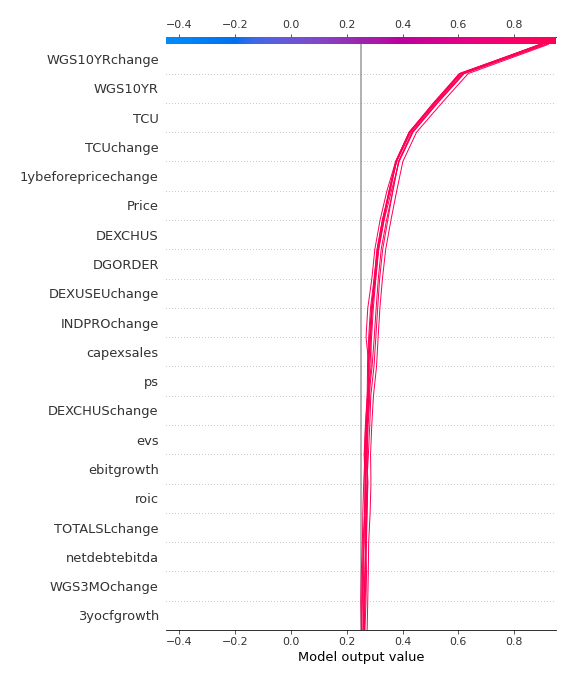 −0.4 −0.2 0.0 0.2 0.4 0.6 0.8
WGS10YRchange
WGS10YR
TCU
TCUchange
1ybeforepricechange
Price
DEXCHUS
DGORDER
DEXUSEUchange
INDPROchange
capexsales
ps
DEXCHUSchange
evs
ebitgrowth
roic
TOTALSLchange
netdebtebitda
WGS3MOchange
3yocfgrowth
−0.4 −0.2 0.0 0.2 0.4 0.6 0.8
Model output value